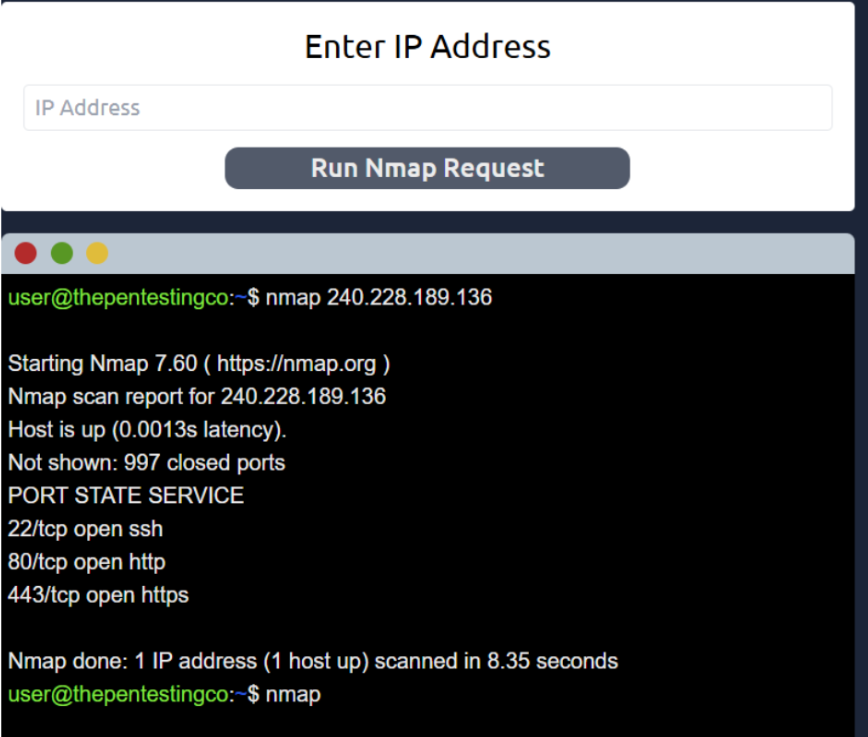 Enter IP Address
IP Address
Run Nmap Request
user@thepentestingco:~$ nmap 240.228.189.136
Starting Nmap 7.60 ( https://nmap.org )
Nmap scan report for 240.228.189.136
Host is up (0.0013s latency).
Not shown: 997 closed ports
PORT STATE SERVICE
22/tcp open ssh
80/tcp open http
443/tcp open https
Nmap done: 1 IP address (1 host up) scanned in 8.35 seconds
user@thepentestingco:~$ nmap